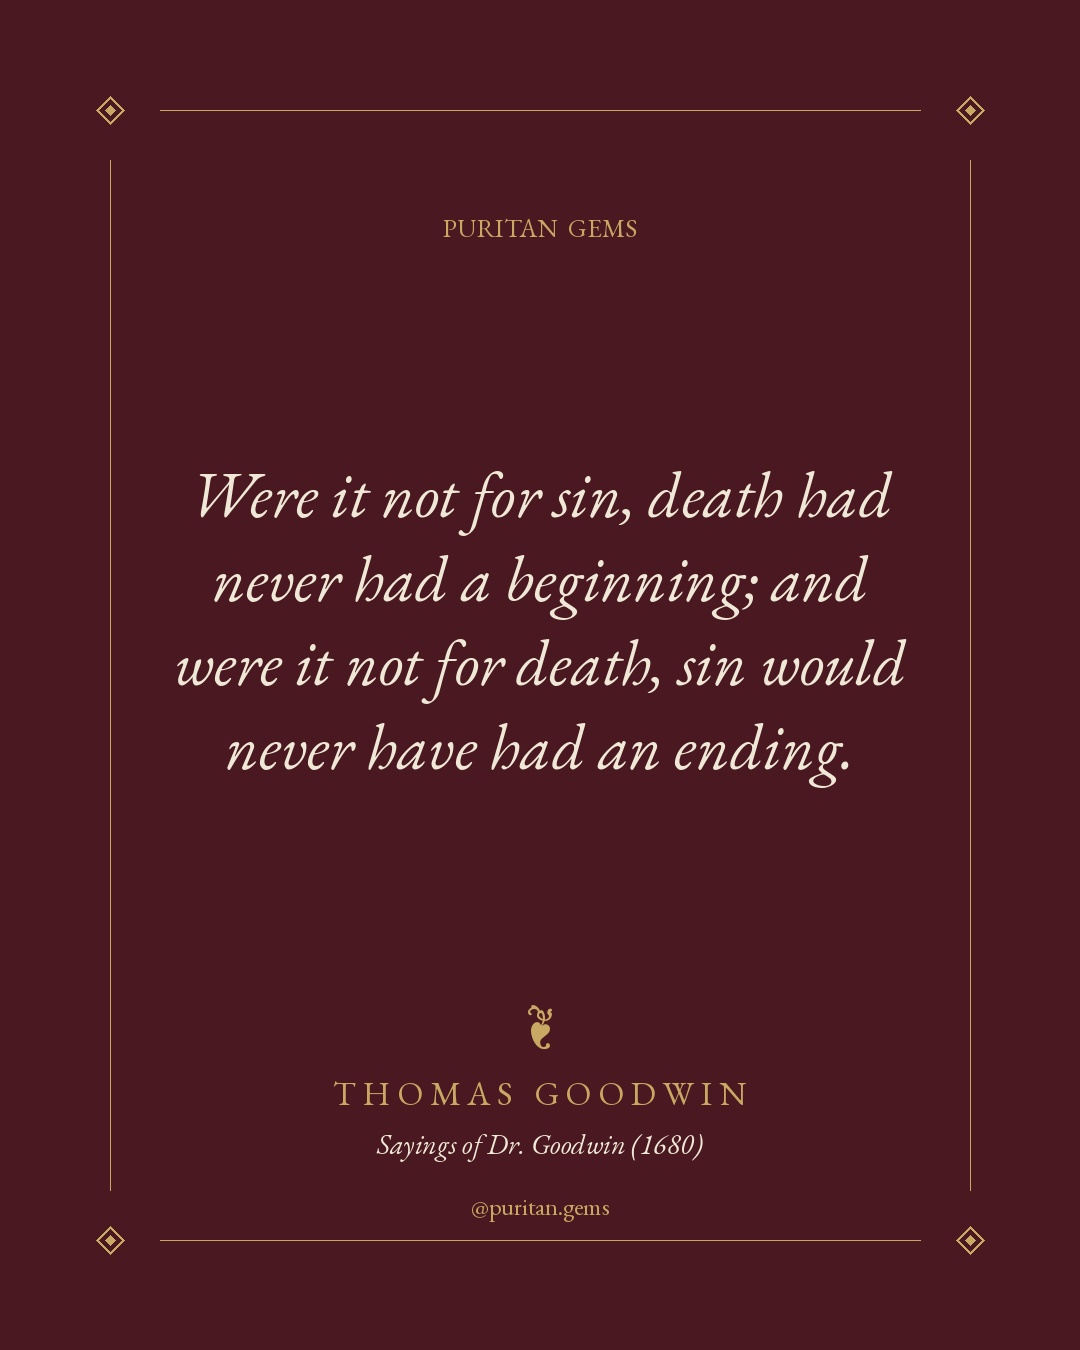 PURITAN GEMS
Were it not for sin, death had
never had a beginning; and
were it not for death, sin would
never have had an ending.
THOMAS GOODWIN
Sayings of Dr. Goodwin (1680)
@puritan.gems